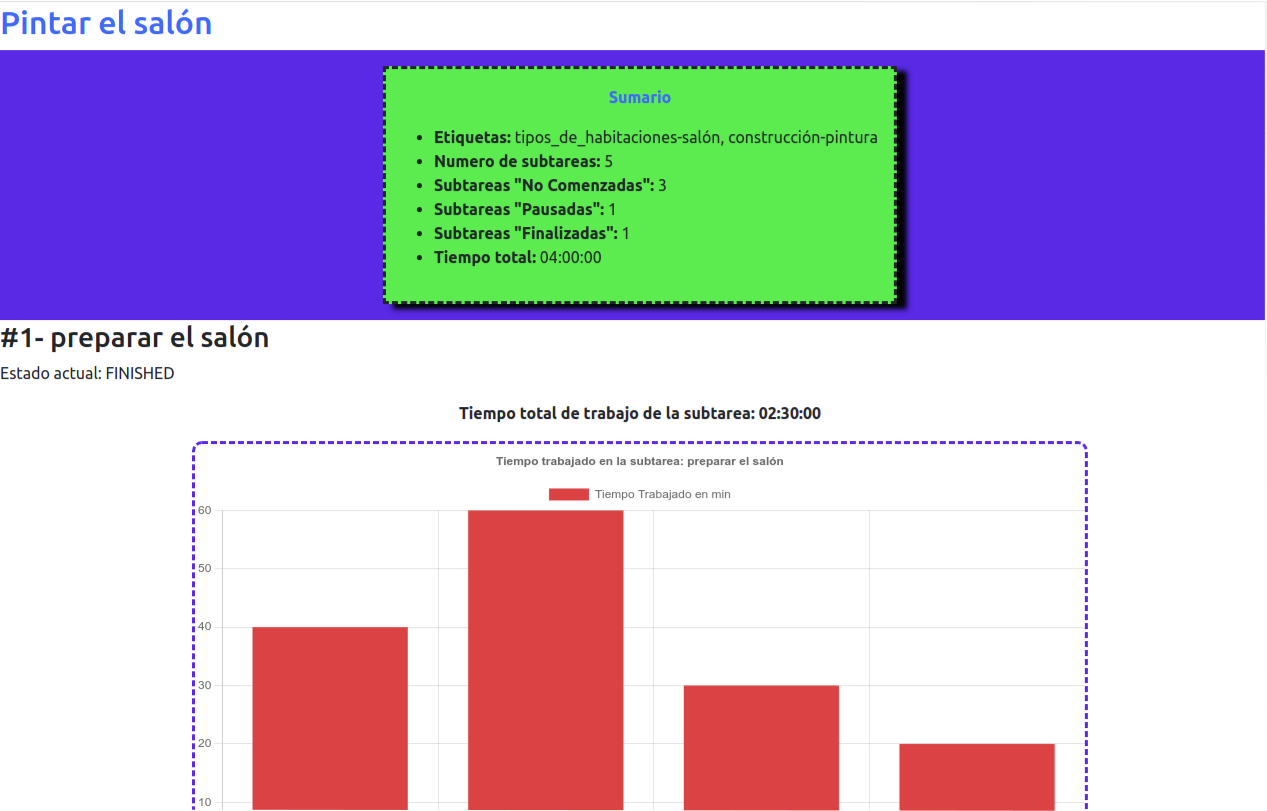 Pintar el salón
Sumario
Etiquetas: tipos_de_habitaciones-salón, construcción-pintura
Numero de subtareas: 5
Subtareas "No Comenzadas": 3
Subtareas "Pausadas": 1
Subtareas "Finalizadas": 1
Tiempo total: 04:00:00
#1- preparar el salón
Estado actual: FINISHED
Tiempo total de trabajo de la subtarea: 02:30:00
Tiempo trabajado en la subtarea: preparar el salón
Tiempo Trabajado en min
60
50
40
30
20
10